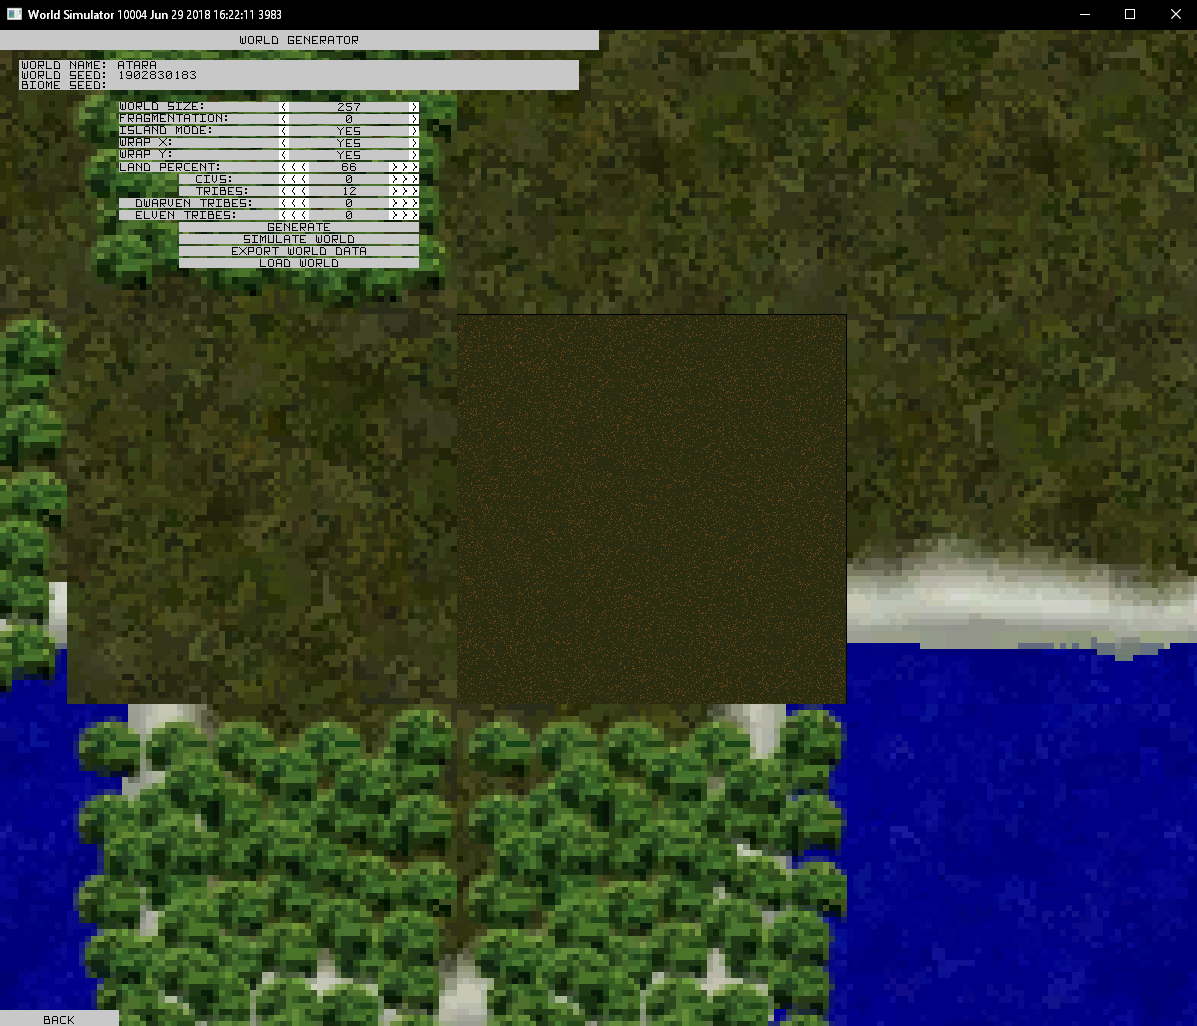 World Simulator 10004 Jun 29 2018 16:22:11 3983
WORLD GENERATOR
WORLD NAME: ATARA
WORLD SEED: 1902830183
BIOME SEED:
WORLD SIZE: < 257 >
FRAGMENTATION: < 0 >
ISLAND MODE: < YES >
WRAP X: < YES >
WRAP Y: < YES >
LAND PERCENT: <<< 66 >>>
CIVS: <<< 0 >>>
TRIBES: <<< 12 >>>
DWARVEN TRIBES: <<< 0 >>>
ELVEN TRIBES: <<< 0 >>>
GENERATE
SIMULATE WORLD
EXPORT WORLD DATA
LOAD WORLD
BACK